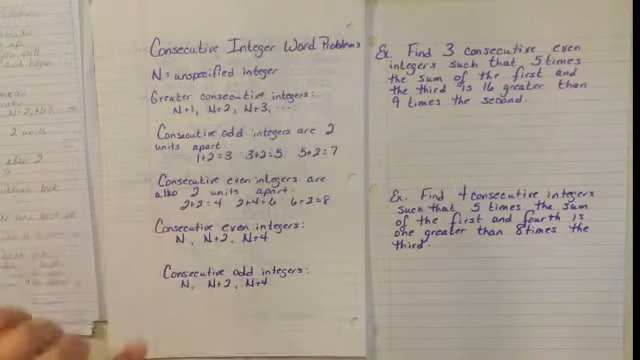 Consecutive Integer Word Problems
N = unspecified integer
Greater consecutive integers:
N+1, N+2, N+3, ...
Consecutive odd integers are 2
units apart
1+2=3 3+2=5 5+2=7
Consecutive even integers are
also 2 units apart:
2+2=4 2+4=6 6+2=8
Consecutive even integers:
N, N+2, N+4
Consecutive odd integers:
N, N+2, N+4
Ex. Find 3 consecutive even
integers such that 5 times
the sum of the first and
the third is 16 greater than
9 times the second.
Ex. Find 4 consecutive integers
such that 5 times the sum
of the first and fourth is
one greater than 8 times the
third.
2 units